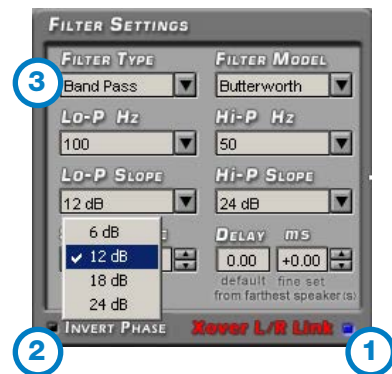 Filter Settings
Filter Type Filter Model
3 Band Pass Butterworth
Lo-P Hz Hi-P Hz
100 50
Lo-P Slope Hi-P Slope
12 dB 24 dB
6 dB
✓ 12 dB Delay ms
0.00 +0.00
18 dB default fine set
24 dB from farthest speaker(s)
Invert Phase Xover L/R Link
2 1